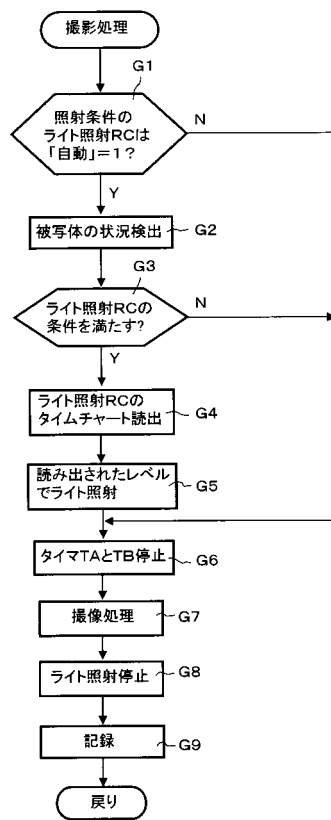 撮影処理
G1
照射条件の
ライト照射RCは
「自動」=1?
N
Y
被写体の状況検出
G2
G3
ライト照射RCの
条件を満たす?
N
Y
ライト照射RCの
タイムチャート読出
G4
読み出されたレベル
でライト照射
G5
タイマTAとTB停止
G6
撮像処理
G7
ライト照射停止
G8
記録
G9
戻り